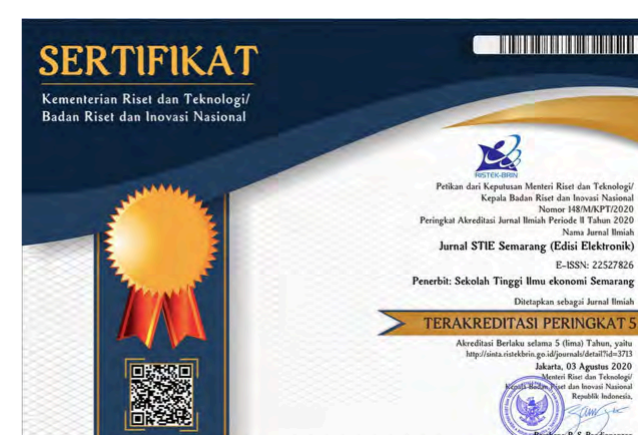 SERTIFIKAT
Kementerian Riset dan Teknologi/
Badan Riset dan Inovasi Nasional
RISTEK-BRIN
Petikan dari Keputusan Menteri Riset dan Teknologi/
Kepala Badan Riset dan Inovasi Nasional
Nomor 148/M/KPT/2020
Peringkat Akreditasi Jurnal Ilmiah Periode II Tahun 2020
Nama Jurnal Ilmiah
Jurnal STIE Semarang (Edisi Elektronik)
E-ISSN: 22527826
Penerbit: Sekolah Tinggi Ilmu ekonomi Semarang
Ditetapkan sebagai Jurnal Ilmiah
TERAKREDITASI PERINGKAT 5
Akreditasi Berlaku selama 5 (lima) Tahun, yaitu
http://sinta.ristekbrin.go.id/journals/detail?id=3713
Jakarta, 03 Agustus 2020
Menteri Riset dan Teknologi/
Kepala Badan Riset dan Inovasi Nasional
Republik Indonesia,